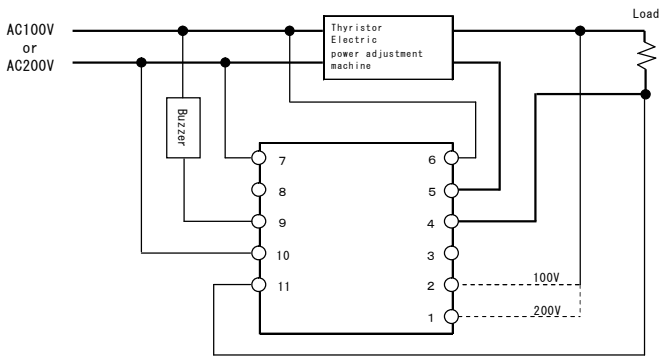 Load
AC100V
or
AC200V
Thyristor
Electric
power adjustment
machine
Buzzer
7
6
8
5
9
4
10
3
11
2
100V
1
200V